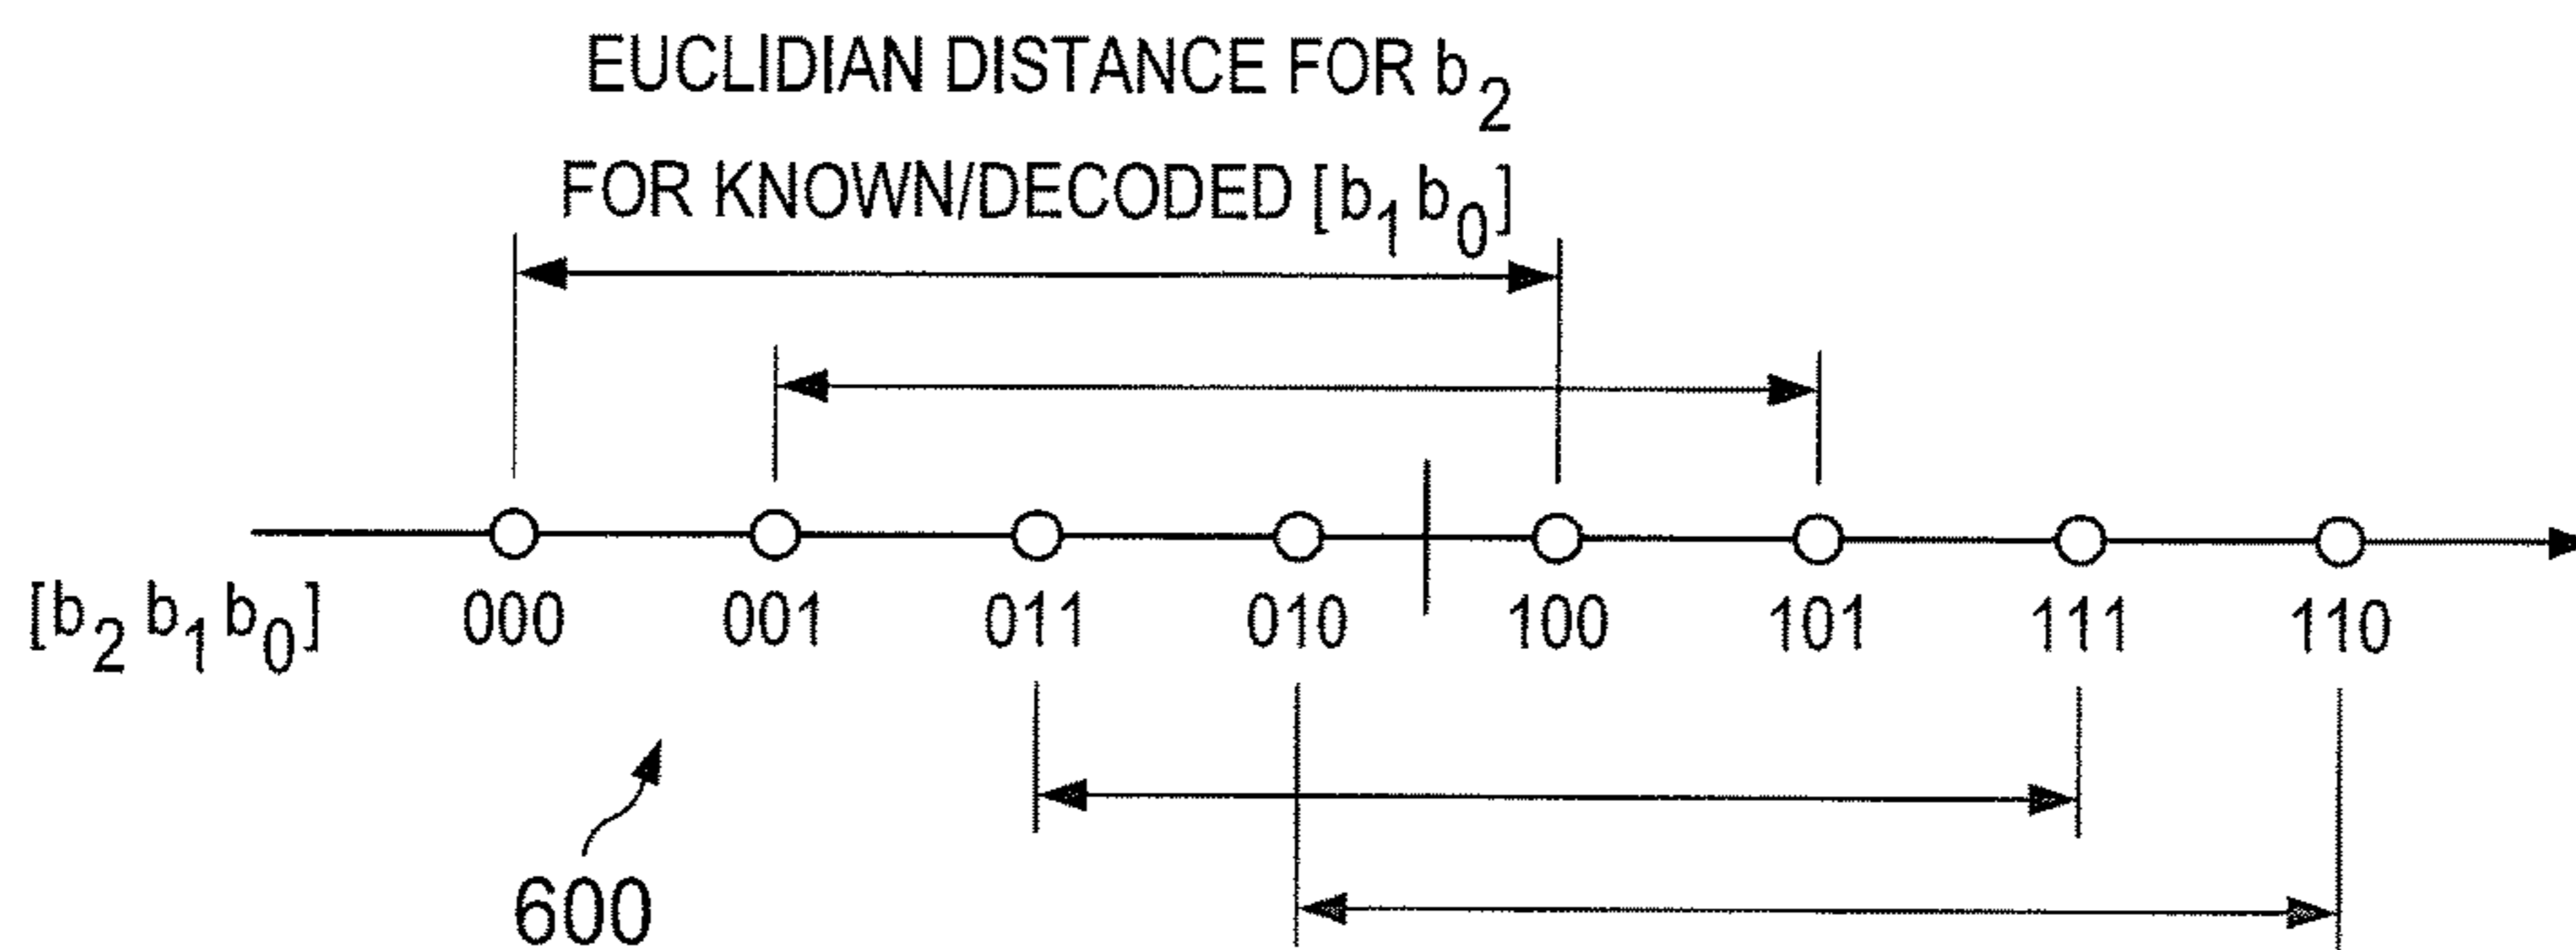 EUCLIDIAN DISTANCE FOR b2
FOR KNOWN/DECODED [b1 b0]
[b2 b1 b0] 000 001 011 010 100 101 111 110
600